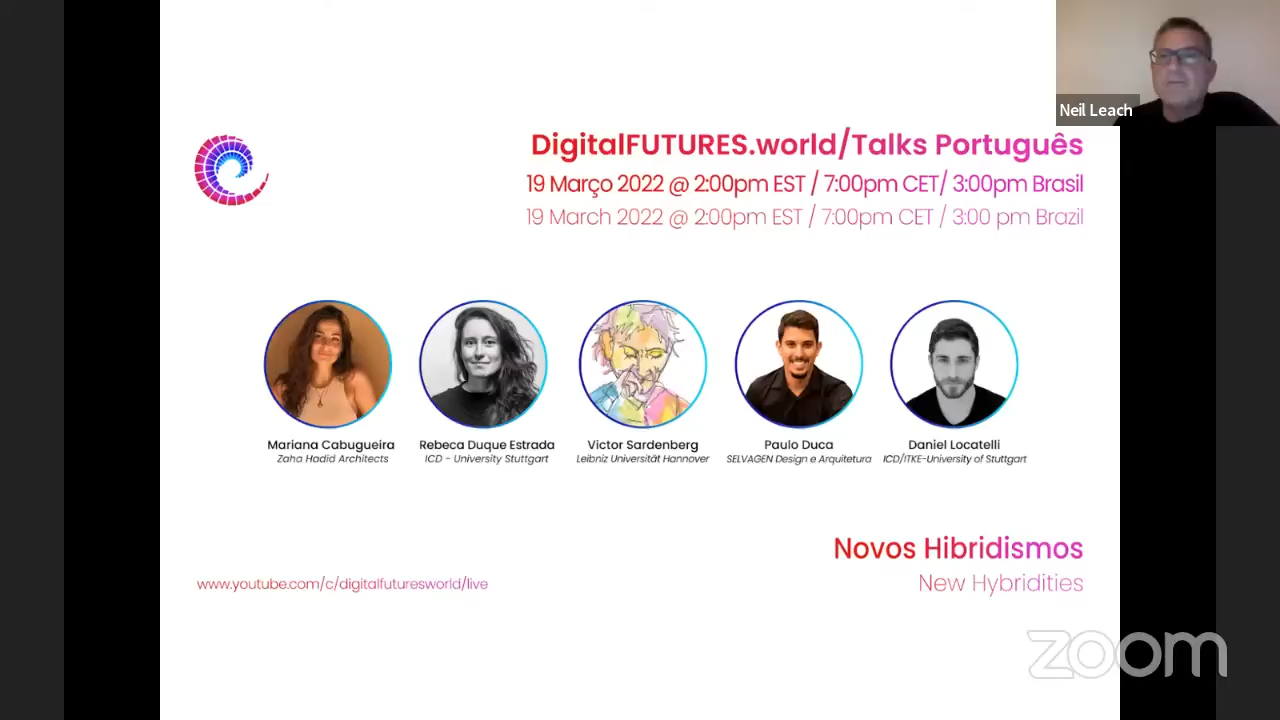 Neil Leach
DigitalFUTURES.world/Talks Português
19 Março 2022 @ 2:00pm EST / 7:00pm CET/ 3:00pm Brasil
19 March 2022 @ 2:00pm EST / 7:00pm CET / 3:00 pm Brazil
Mariana Cabugueira
Zaha Hadid Architects
Rebeca Duque Estrada
ICD - University Stuttgart
Victor Sardenberg
Leibniz Universität Hannover
Paulo Duca
SELVAGEN Design e Arquitetura
Daniel Locatelli
ICD/ITKE-University of Stuttgart
Novos Hibridismos
www.youtube.com/c/digitalfuturesworld/live
New Hybridities
zoom